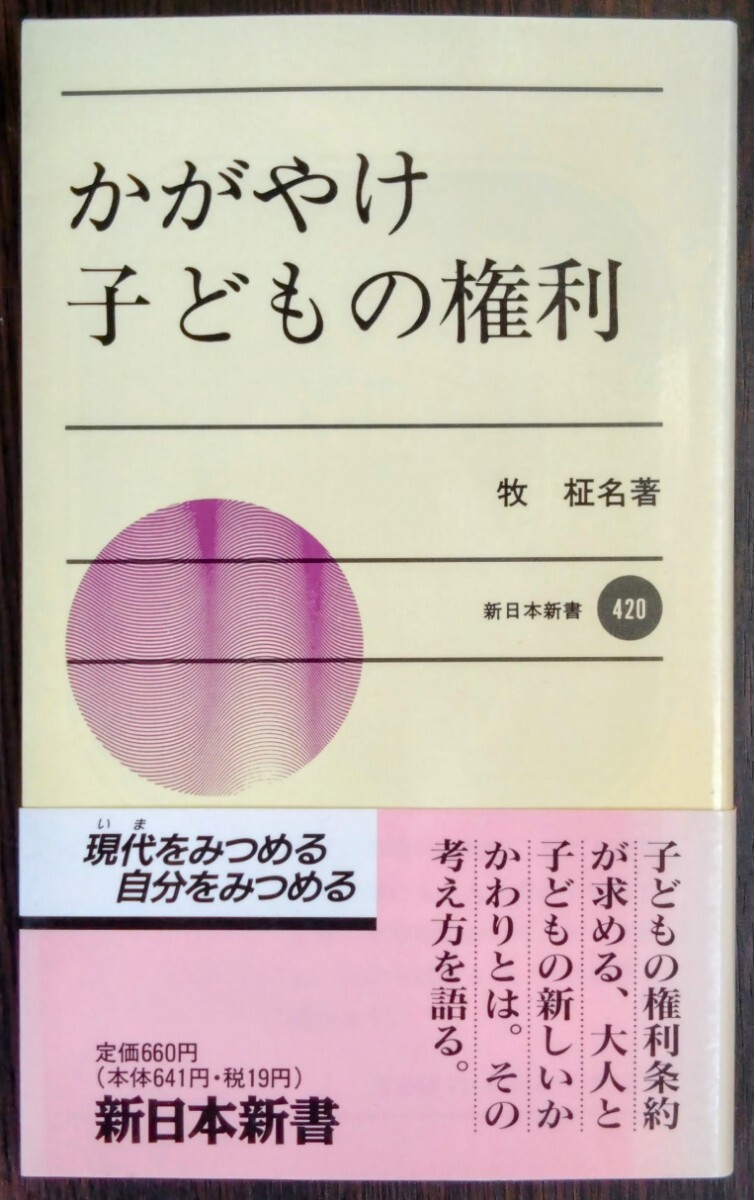 かがやけ
子どもの権利
牧　柾名著
新日本新書 420
いま
現代をみつめる
自分をみつめる
子どもの権利条約
が求める、大人と
子どもの新しいか
かわりとは。その
考え方を語る。
定価660円
(本体641円・税19円)
新日本新書